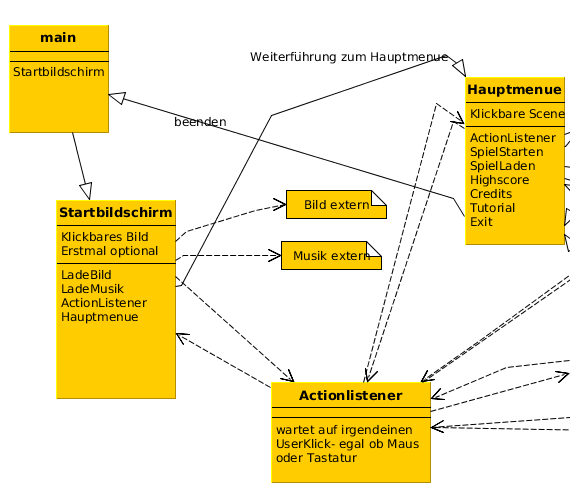 main
Startbildschirm
Weiterführung zum Hauptmenue
beenden
Hauptmenue
Klickbare Scene
ActionListener
SpielStarten
SpielLaden
Highscore
Credits
Tutorial
Exit
Startbildschirm
Klickbares Bild
Erstmal optional
LadeBild
LadeMusik
ActionListener
Hauptmenue
Bild extern
Musik extern
Actionlistener
wartet auf irgendeinen
UserKlick- egal ob Maus
oder Tastatur